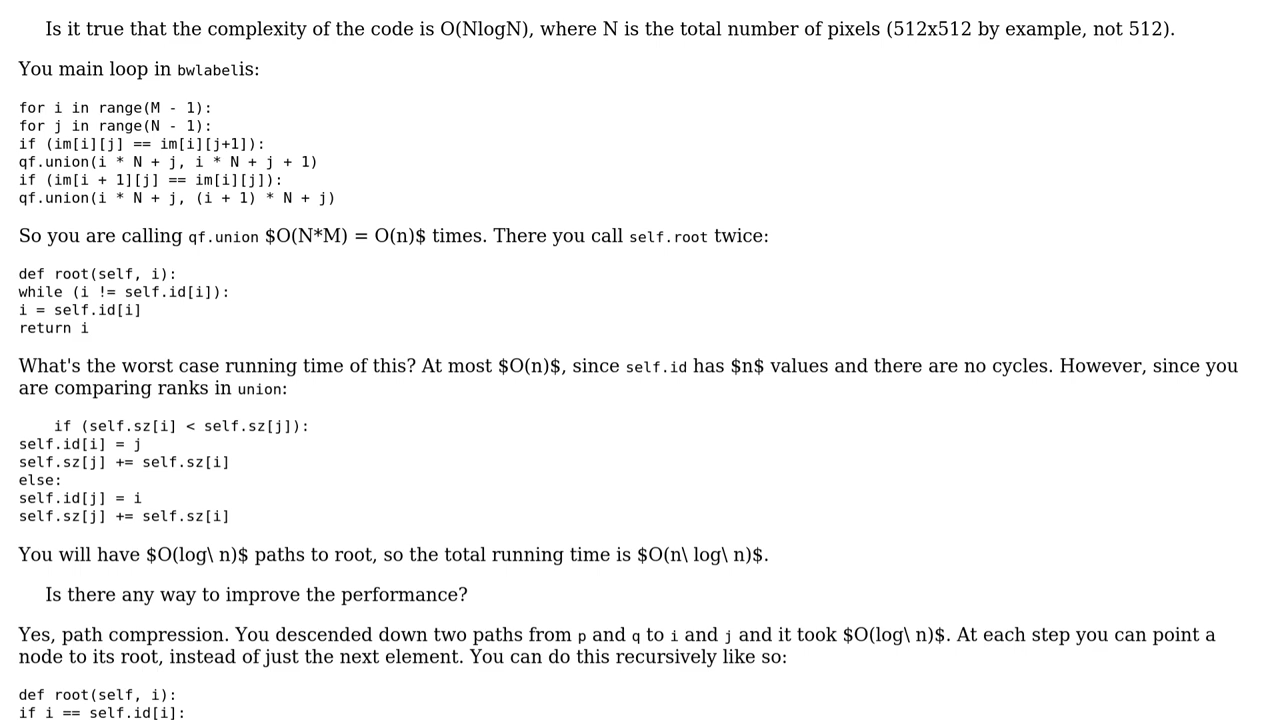 Is it true that the complexity of the code is O(NlogN), where N is the total number of pixels (512x512 by example, not 512).
You main loop in bwlabelis:
for i in range(M - 1):
for j in range(N - 1):
if (im[i][j] == im[i][j+1]):
qf.union(i * N + j, i * N + j + 1)
if (im[i + 1][j] == im[i][j]):
qf.union(i * N + j, (i + 1) * N + j)
So you are calling qf.union $O(N*M) = O(n)$ times. There you call self.root twice:
def root(self, i):
while (i != self.id[i]):
i = self.id[i]
return i
What's the worst case running time of this? At most $O(n)$, since self.id has $n$ values and there are no cycles. However, since you
are comparing ranks in union:
if (self.sz[i] < self.sz[j]):
self.id[i] = j
self.sz[j] += self.sz[i]
else:
self.id[j] = i
self.sz[j] += self.sz[i]
You will have $O(log\ n)$ paths to root, so the total running time is $O(n\ log\ n)$.
Is there any way to improve the performance?
Yes, path compression. You descended down two paths from p and q to i and j and it took $O(log\ n)$. At each step you can point a
node to its root, instead of just the next element. You can do this recursively like so:
def root(self, i):
if i == self.id[i]: